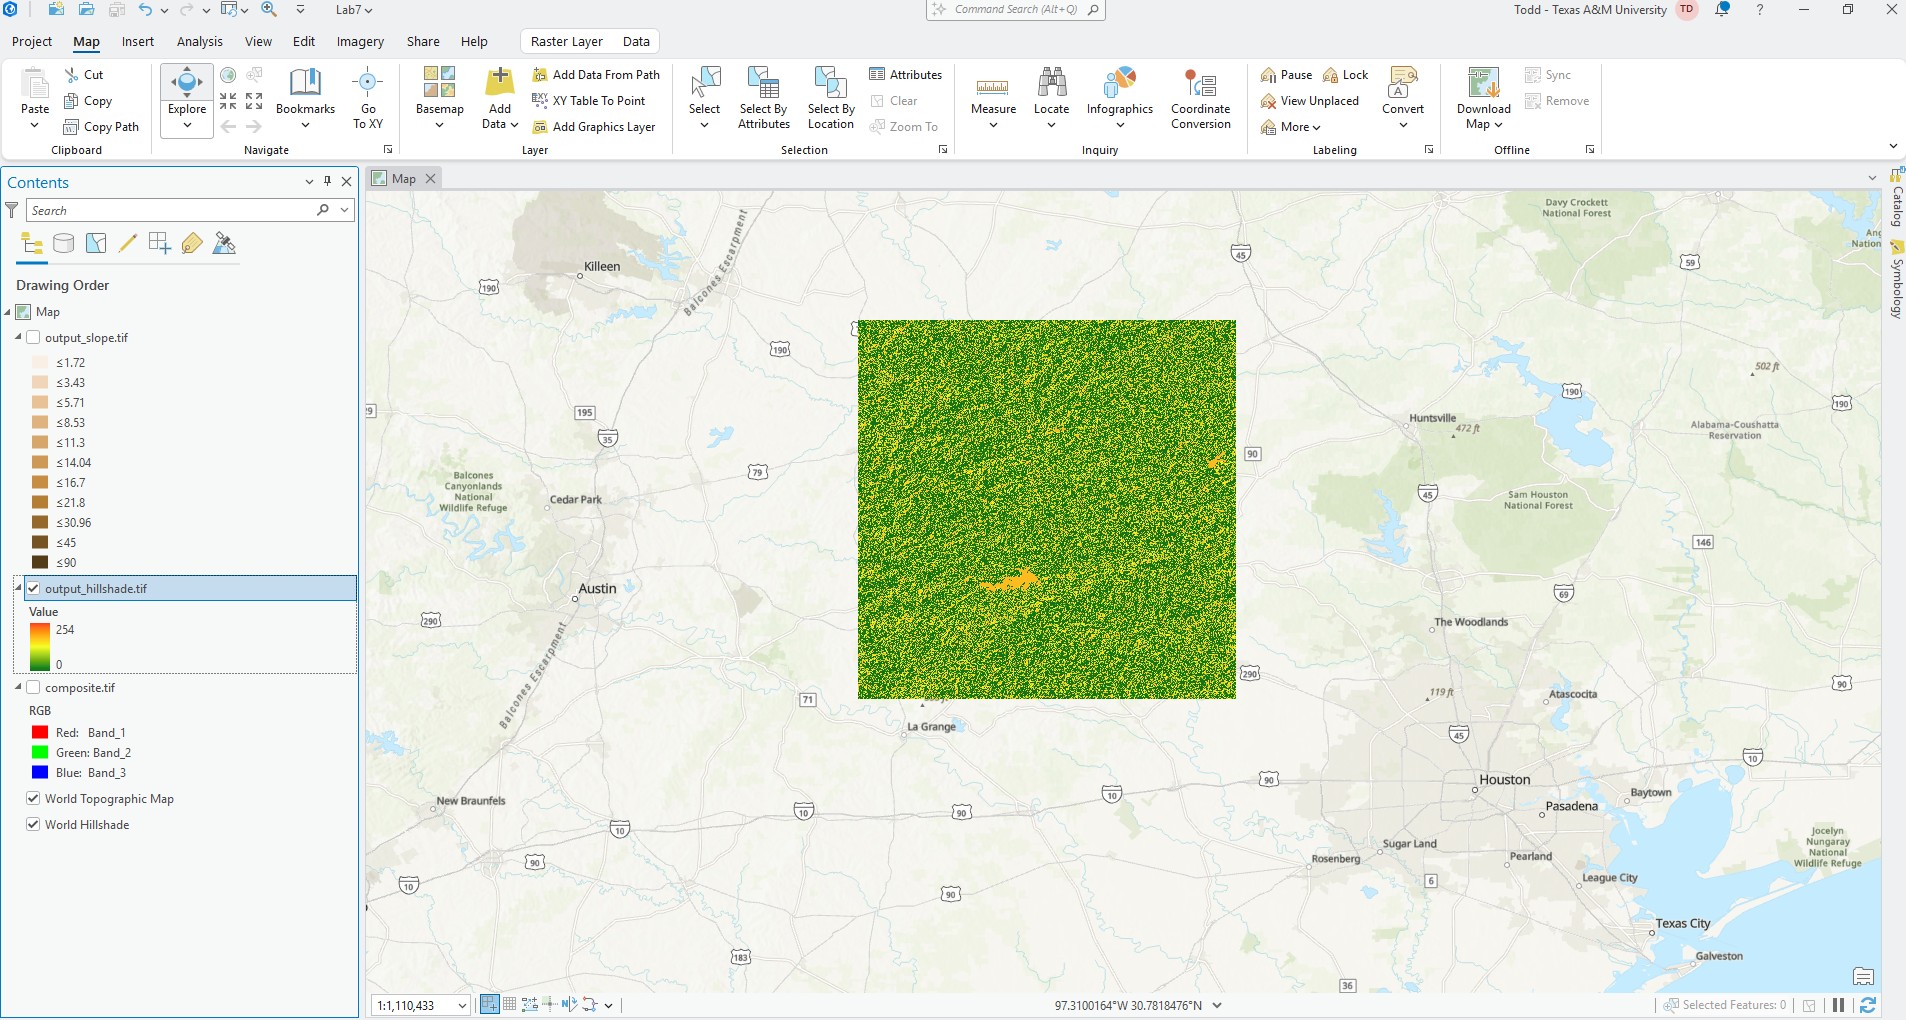 Lab7
Command Search (Alt+Q)
Todd - Texas A&M University
TD
?
Project
Map
Insert
Analysis
View
Edit
Imagery
Share
Help
Raster Layer
Data
Paste
Cut
Copy
Copy Path
Clipboard
Explore
Bookmarks
Go
To XY
Navigate
Basemap
Add
Data
Add Data From Path
XY Table To Point
Add Graphics Layer
Layer
Select
Select By
Attributes
Select By
Location
Attributes
Clear
Zoom To
Selection
Measure
Locate
Infographics
Coordinate
Conversion
Inquiry
Pause
Lock
View Unplaced
More
Convert
Labeling
Download
Map
Sync
Remove
Offline
Contents
Search
Drawing Order
Map
output_slope.tif
≤1.72
≤3.43
≤5.71
≤8.53
≤11.3
≤14.04
≤16.7
≤21.8
≤30.96
≤45
≤90
output_hillshade.tif
Value
254
0
composite.tif
RGB
Red: Band_1
Green: Band_2
Blue: Band_3
World Topographic Map
World Hillshade
Map
Davy Crockett
National Forest
Killeen
Balcones Escarpment
190
45
59
190
190
502 ft
195
35
79
90
Huntsville
472 ft
190
190
Alabama-Coushatta
Reservation
Balcones
Canyonlands
National
Wildlife Refuge
Cedar Park
45
Sam Houston
National Forest
146
Austin
69
290
The Woodlands
Balcones Escarpment
290
71
119 ft
Atascocita
90
La Grange
45
10
90
Houston
New Braunfels
10
10
90
10
Baytown
Pasadena
Jocelyn
Nungaray
National
Wildlife Refuge
90
Rosenberg
Sugar Land
Pearland
10
90
6
League City
Texas City
183
Galveston
36
1:1,110,433
97.3100164°W 30.7818476°N
Selected Features: 0
Catalog
Symbology